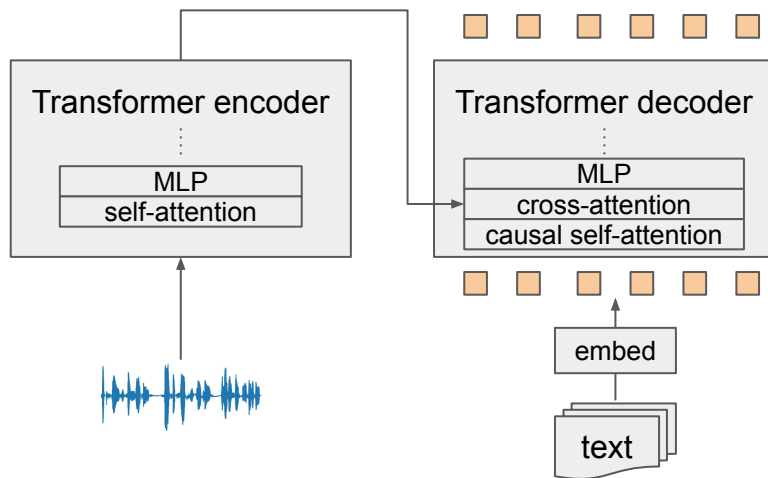 Transformer encoder
MLP
self-attention
Transformer decoder
MLP
cross-attention
causal self-attention
embed
text